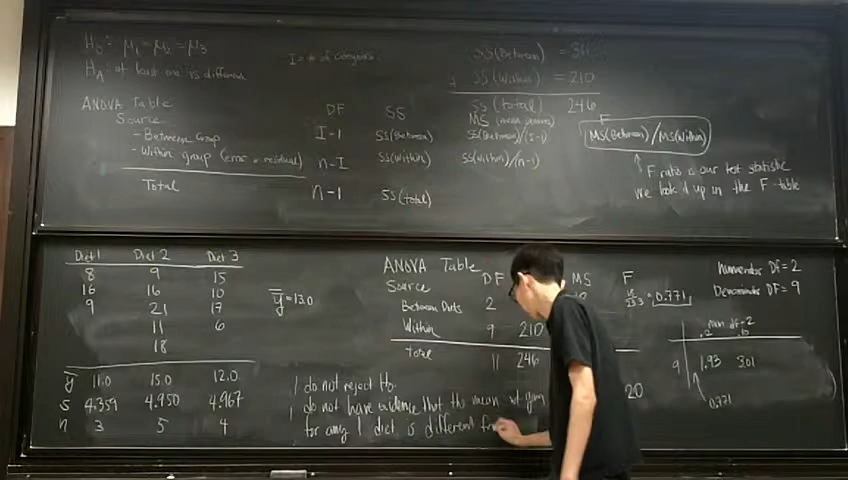 H₀: μ₁ = μ₂ = μ₃
I = # of categories
SS(Between) = 36
HA: at least one is different
+ SS(Within) = 210
SS(total) 246
ANOVA Table
Source DF SS MS (mean squares) F
- Between Group I-1 SS(Between) SS(Between)/(I-1) MS(Between)/MS(Within)
- Within group (error or residual) n-I SS(Within) SS(Within)/(n-I)
Total n-1 SS(total)
F ratio is our test statistic
we look it up in the F-table
Diet 1 Diet 2 Diet 3
8 9 15
16 16 10
9 21 17
11 6
18
ȳ = 13.0
ȳ 11.0 15.0 12.0
s 4.359 4.950 4.967
n 3 5 4
ANOVA Table
Source DF MS F
Between Diets 2 0.771
Within 9 210
total 11 246
Numerator DF = 2
Denominator DF = 9
num df=2
.2 .10
9 1.93 3.01
0.771
20
I do not reject H₀.
I do not have evidence that the mean wt gain
for any 1 diet is different